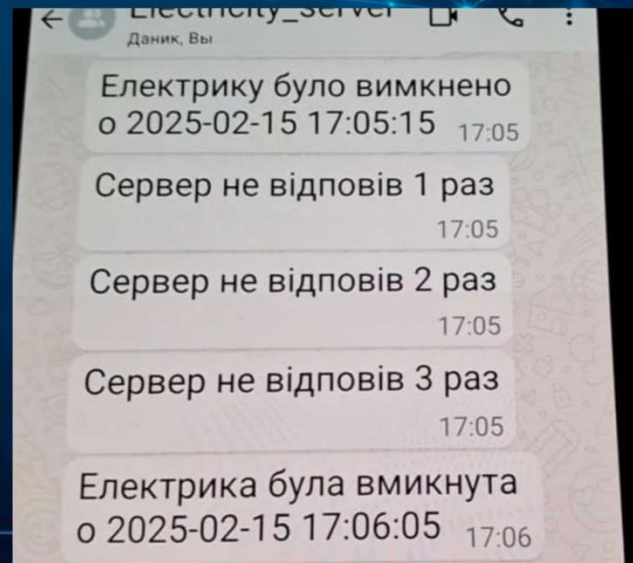 Electricity_server
Даник, Вы
Електрику було вимкнено
о 2025-02-15 17:05:15 17:05
Сервер не відповів 1 раз
17:05
Сервер не відповів 2 раз
17:05
Сервер не відповів 3 раз
17:05
Електрика була вмикнута
о 2025-02-15 17:06:05 17:06